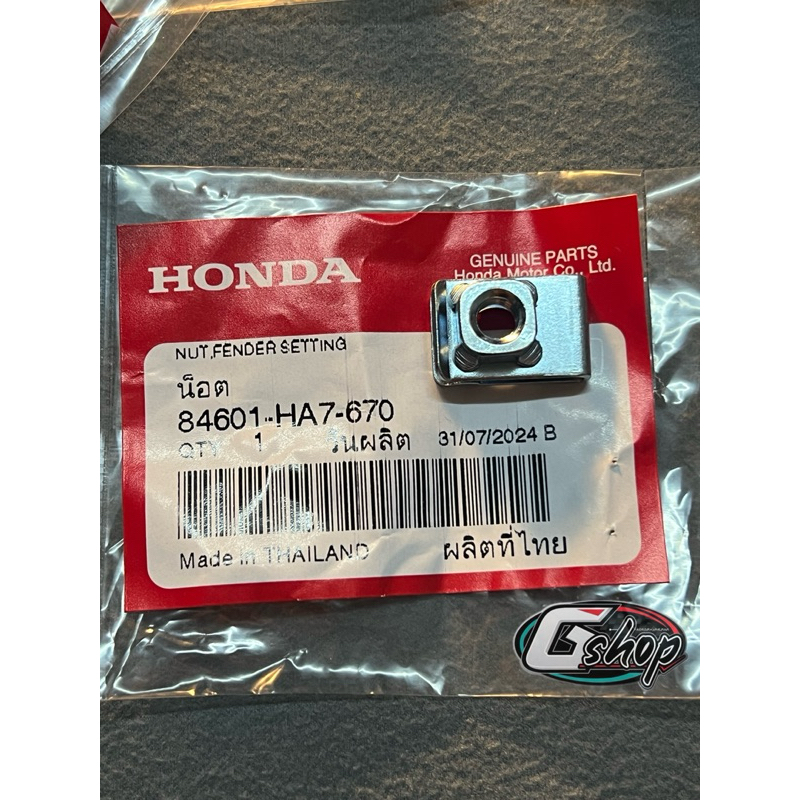 HONDA
GENUINE PARTS
Honda Motor Co., Ltd.
NUT,FENDER SETTING
น็อต
84601-HA7-670
QTY 1 วันผลิต 31/07/2024 B
Made in THAILAND ผลิตที่ไทย
Gshop